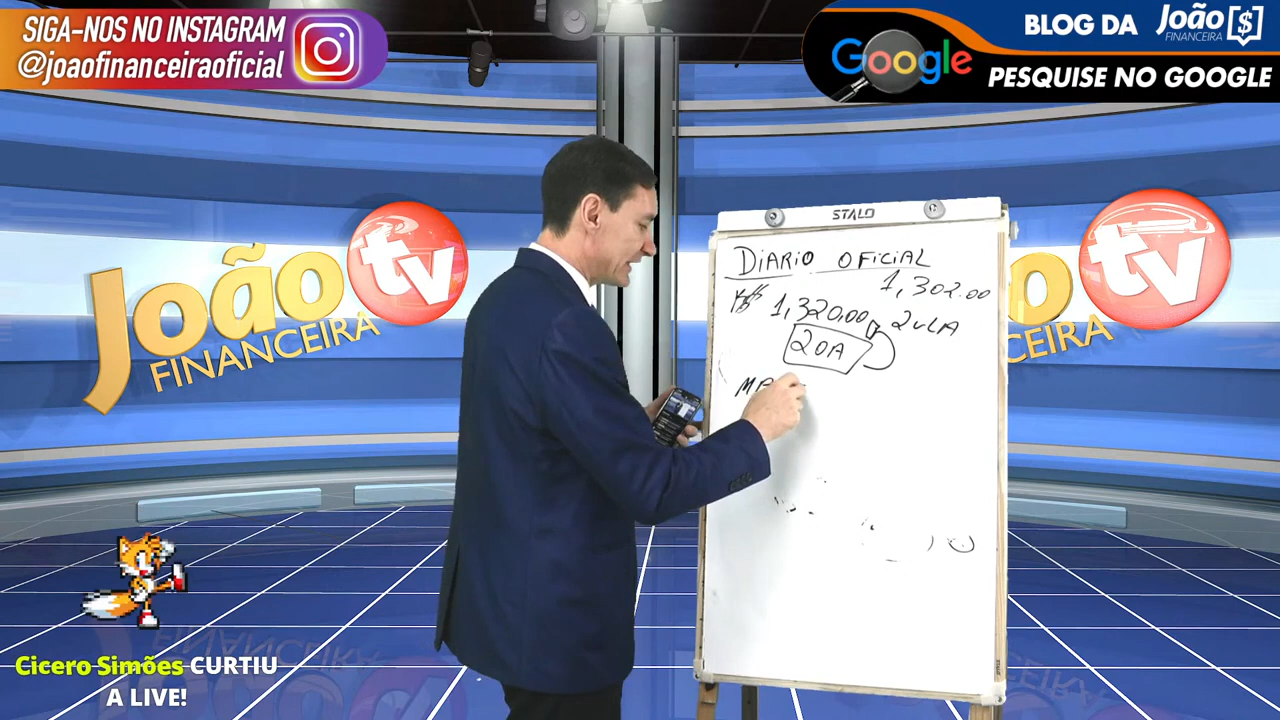 SIGA-NOS NO INSTAGRAM
@joaofinanceiraoficial
Google
BLOG DA João FINANCEIRA
PESQUISE NO GOOGLE
STALO
João tv
FINANCEIRA
tv
DIARIO OFICIAL
1,302.00
1,320,00
20A
Cicero Simões CURTIU
A LIVE!